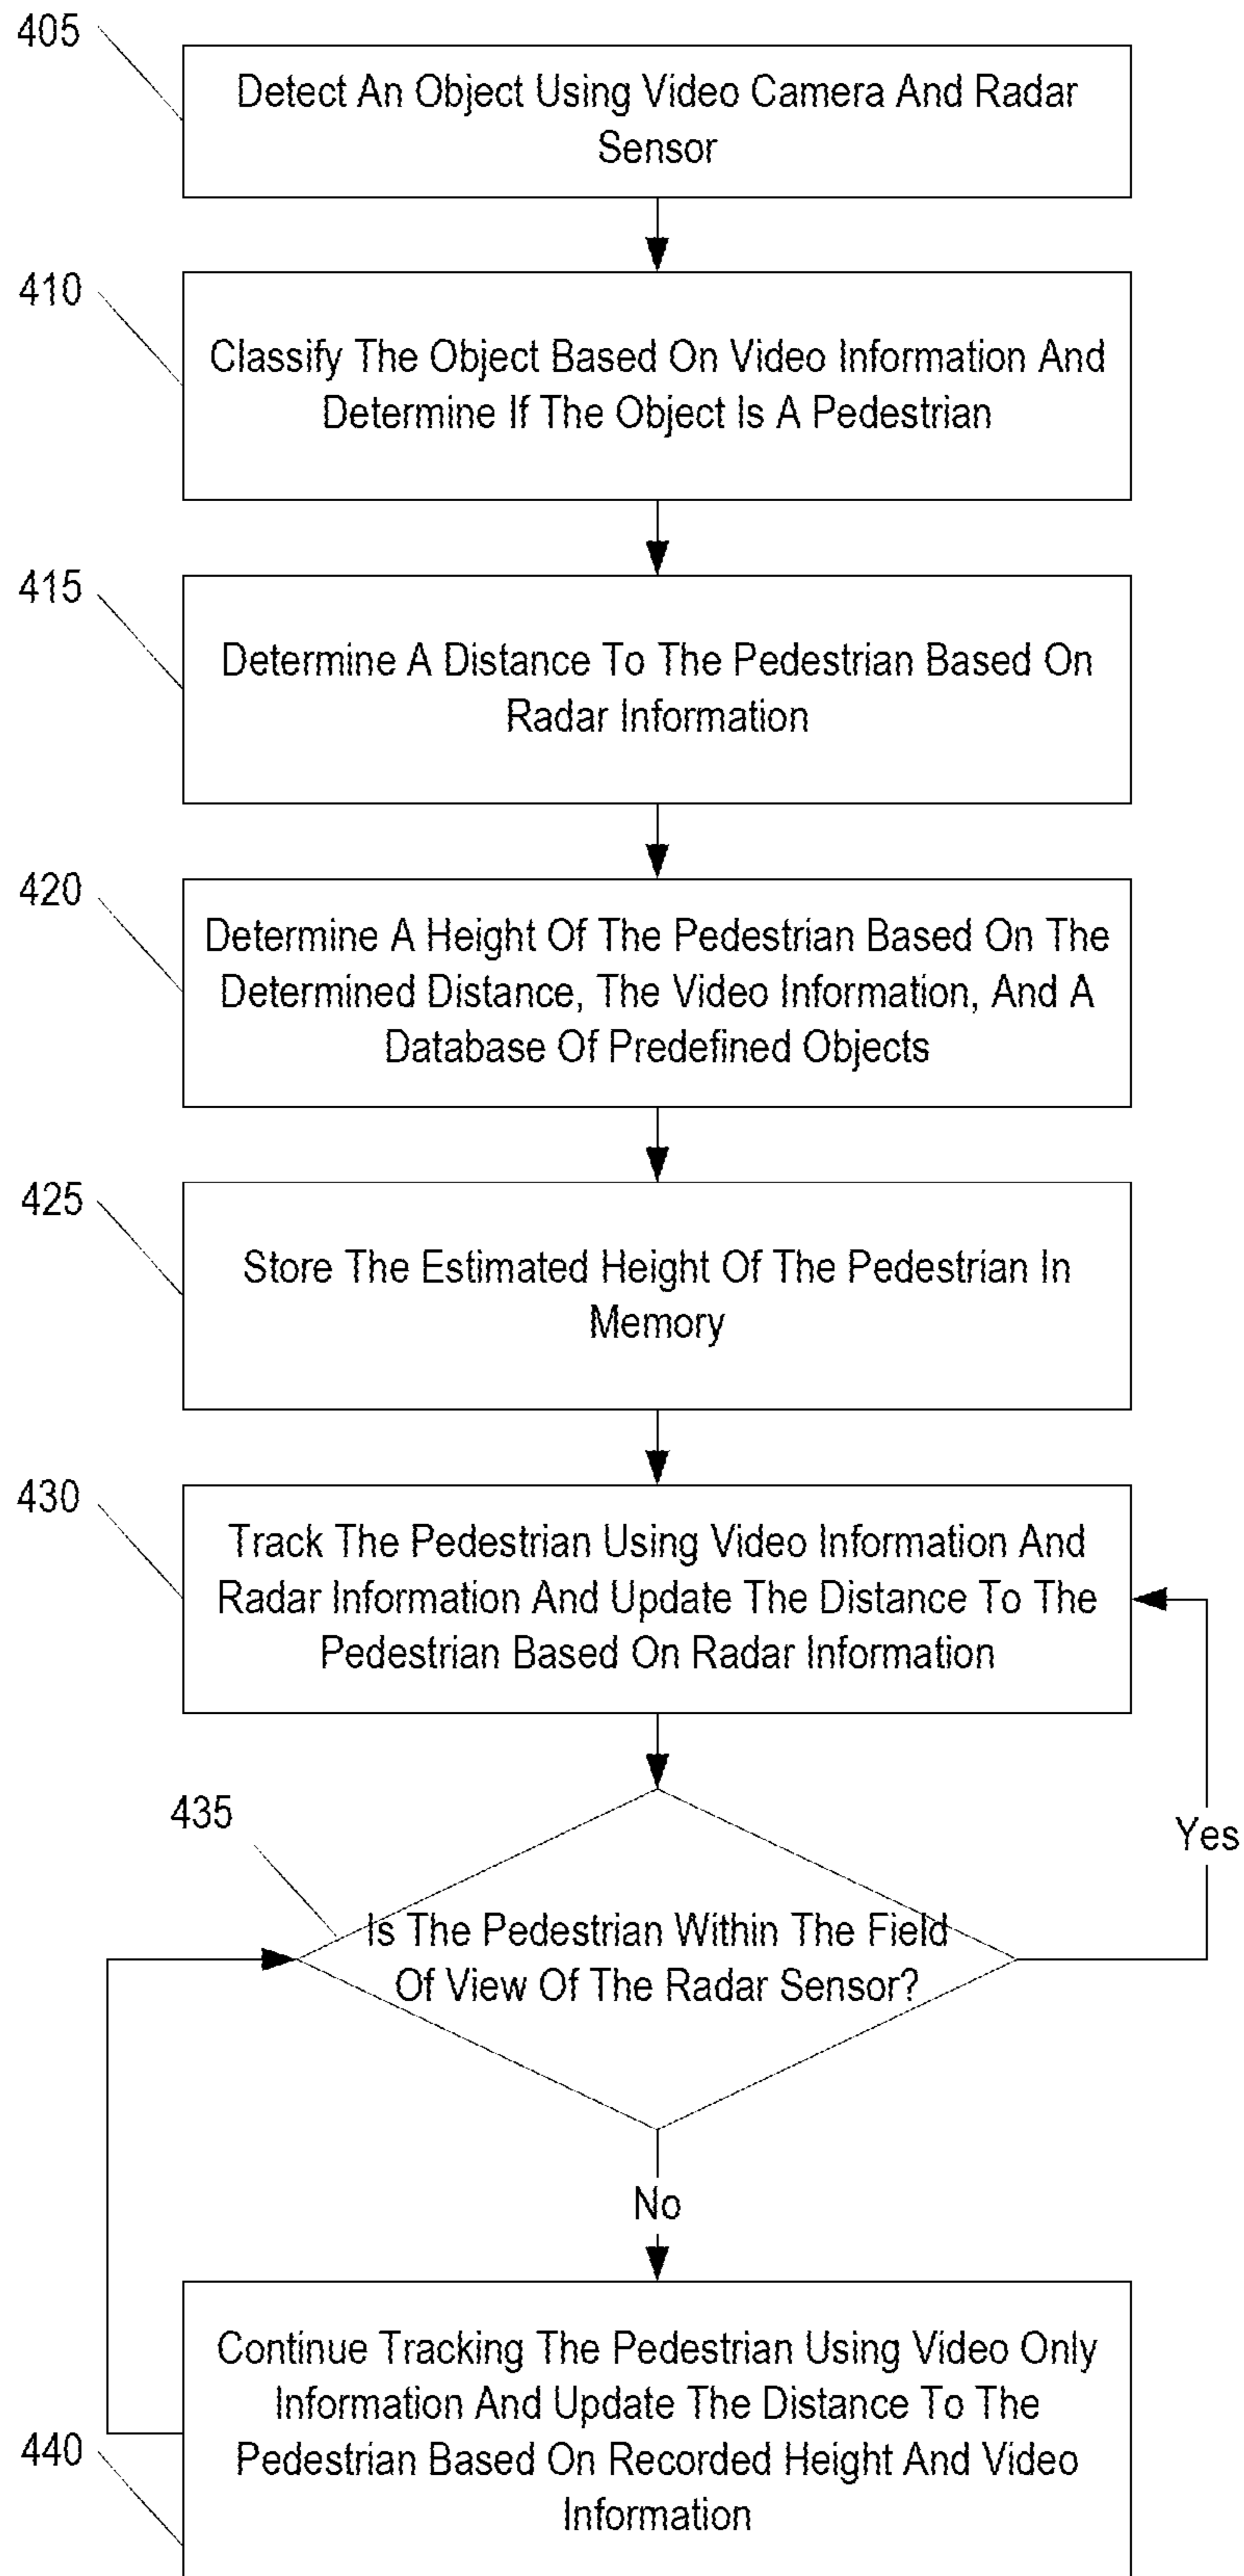 405
Detect An Object Using Video Camera And Radar
Sensor
410
Classify The Object Based On Video Information And
Determine If The Object Is A Pedestrian
415
Determine A Distance To The Pedestrian Based On
Radar Information
420
Determine A Height Of The Pedestrian Based On The
Determined Distance, The Video Information, And A
Database Of Predefined Objects
425
Store The Estimated Height Of The Pedestrian In
Memory
430
Track The Pedestrian Using Video Information And
Radar Information And Update The Distance To The
Pedestrian Based On Radar Information
435
Yes
Is The Pedestrian Within The Field
Of View Of The Radar Sensor?
No
Continue Tracking The Pedestrian Using Video Only
Information And Update The Distance To The
Pedestrian Based On Recorded Height And Video
Information
440